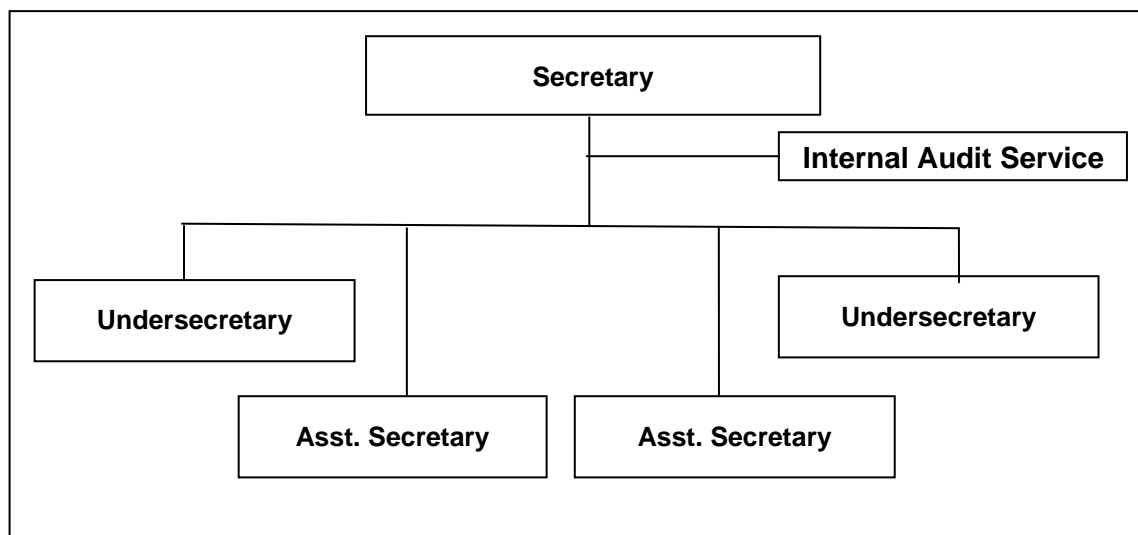 Secretary
Internal Audit Service
Undersecretary
Undersecretary
Asst. Secretary
Asst. Secretary